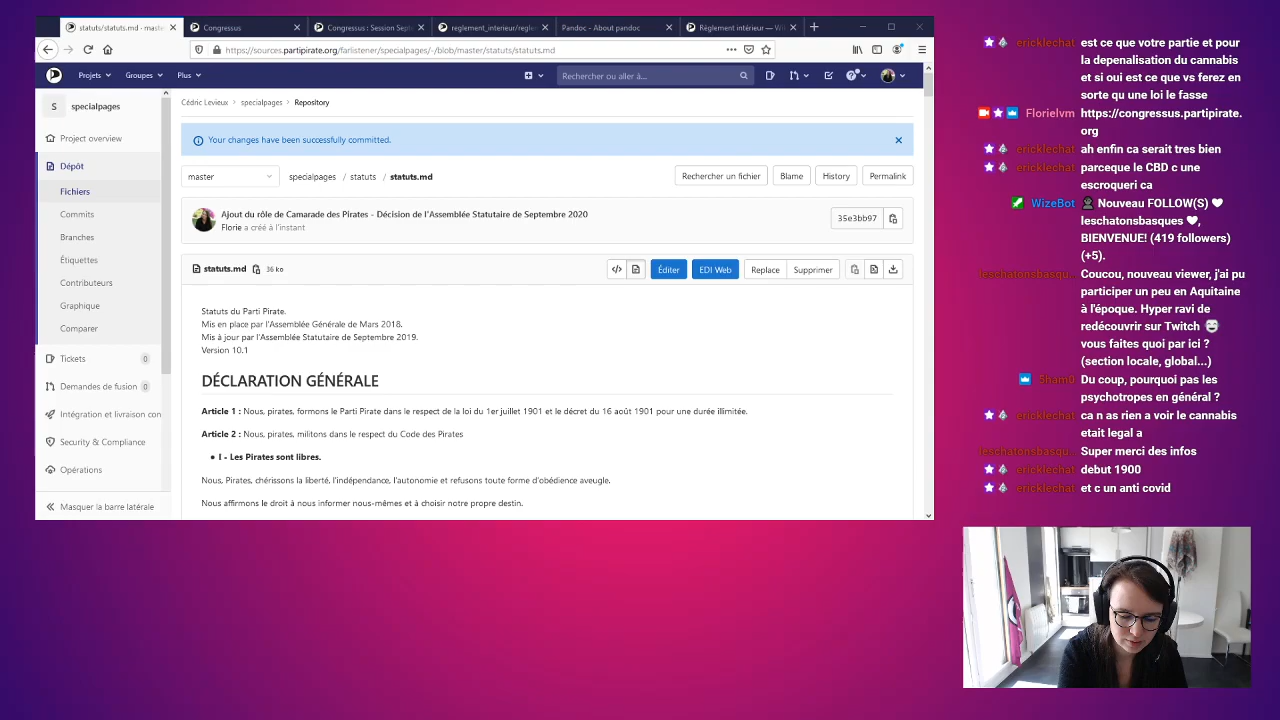 statuts/statuts.md · maste
Congressus
Congressus : Session Septe
reglement_interieur/reglem
Pandoc - About pandoc
Règlement intérieur — Wik
https://sources.partipirate.org/farlistener/specialpages/-/blob/master/statuts/statuts.md
Projets
Groupes
Plus
Rechercher ou aller à...
S specialpages
Project overview
Dépôt
Fichiers
Commits
Branches
Étiquettes
Contributeurs
Graphique
Comparer
Tickets 0
Demandes de fusion 0
Intégration et livraison con
Security & Compliance
Opérations
Masquer la barre latérale
Cédric Levieux > specialpages > Repository
Your changes have been successfully committed.
master
specialpages / statuts / statuts.md
Rechercher un fichier
Blame
History
Permalink
Ajout du rôle de Camarade des Pirates - Décision de l'Assemblée Statutaire de Septembre 2020
Florie a créé à l'instant
35e3bb97
statuts.md 36 ko
Éditer
EDI Web
Replace
Supprimer
Statuts du Parti Pirate.
Mis en place par l'Assemblée Générale de Mars 2018.
Mis à jour par l'Assemblée Statutaire de Septembre 2019.
Version 10.1
DÉCLARATION GÉNÉRALE
Article 1 : Nous, pirates, formons le Parti Pirate dans le respect de la loi du 1er juillet 1901 et le décret du 16 août 1901 pour une durée illimitée.
Article 2 : Nous, pirates, militons dans le respect du Code des Pirates
• I - Les Pirates sont libres.
Nous, Pirates, chérissons la liberté, l'indépendance, l'autonomie et refusons toute forme d'obédience aveugle.
Nous affirmons le droit à nous informer nous-mêmes et à choisir notre propre destin.
ericklechat est ce que votre partie et pour
la depenalisation du cannabis
et si oui est ce que vs ferez en
sorte qu une loi le fasse
Florielvm https://congressus.partipirate.
org
ericklechat ah enfin ca serait tres bien
ericklechat parceque le CBD c une
escroqueri ca
WizeBot Nouveau FOLLOW(S) ♥
leschatonsbasques ♥,
BIENVENUE! (419 followers)
(+5).
leschatonsbasqu.. Coucou, nouveau viewer, j'ai pu
participer un peu en Aquitaine
à l'époque. Hyper ravi de
redécouvrir sur Twitch
vous faites quoi par ici ?
(section locale, global...)
Sham0 Du coup, pourquoi pas les
psychotropes en général ?
ericklechat ca n as rien a voir le cannabis
etait legal a
leschatonsbasqu.. Super merci des infos
ericklechat debut 1900
ericklechat et c un anti covid